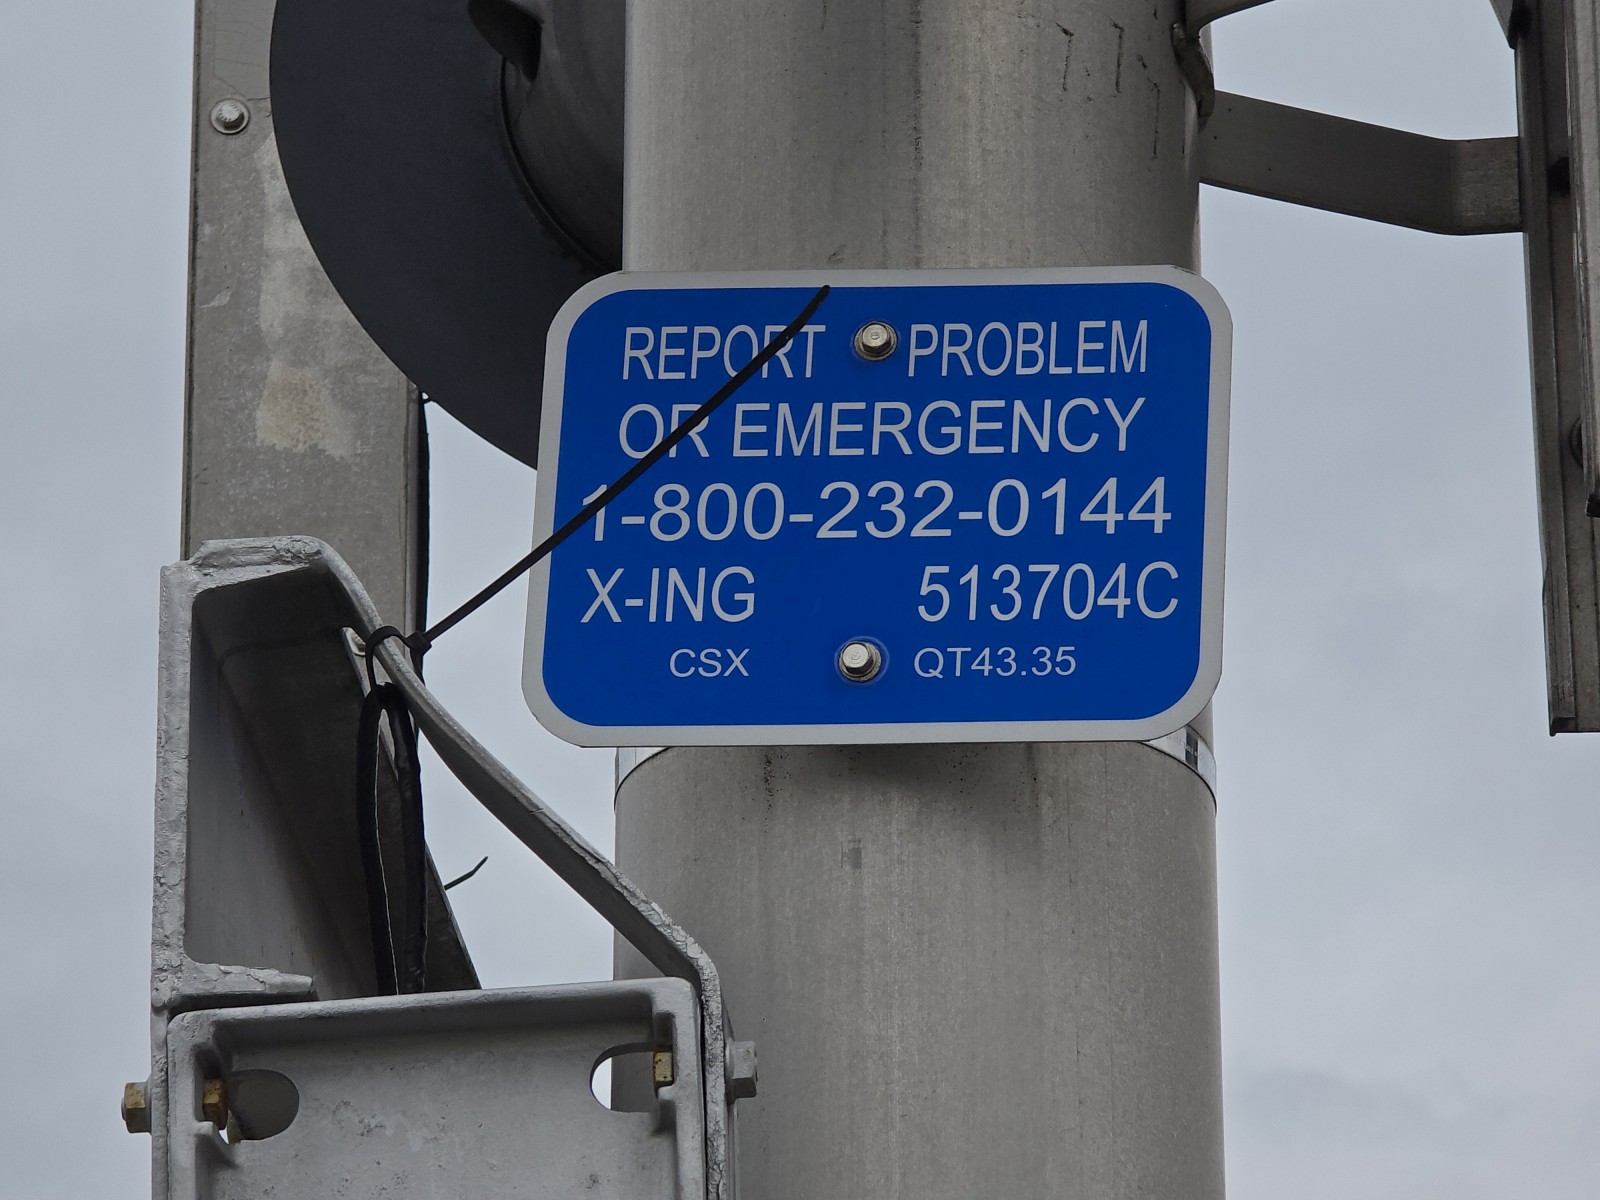 REPORT PROBLEM
OR EMERGENCY
1-800-232-0144
X-ING 513704C
CSX QT43.35